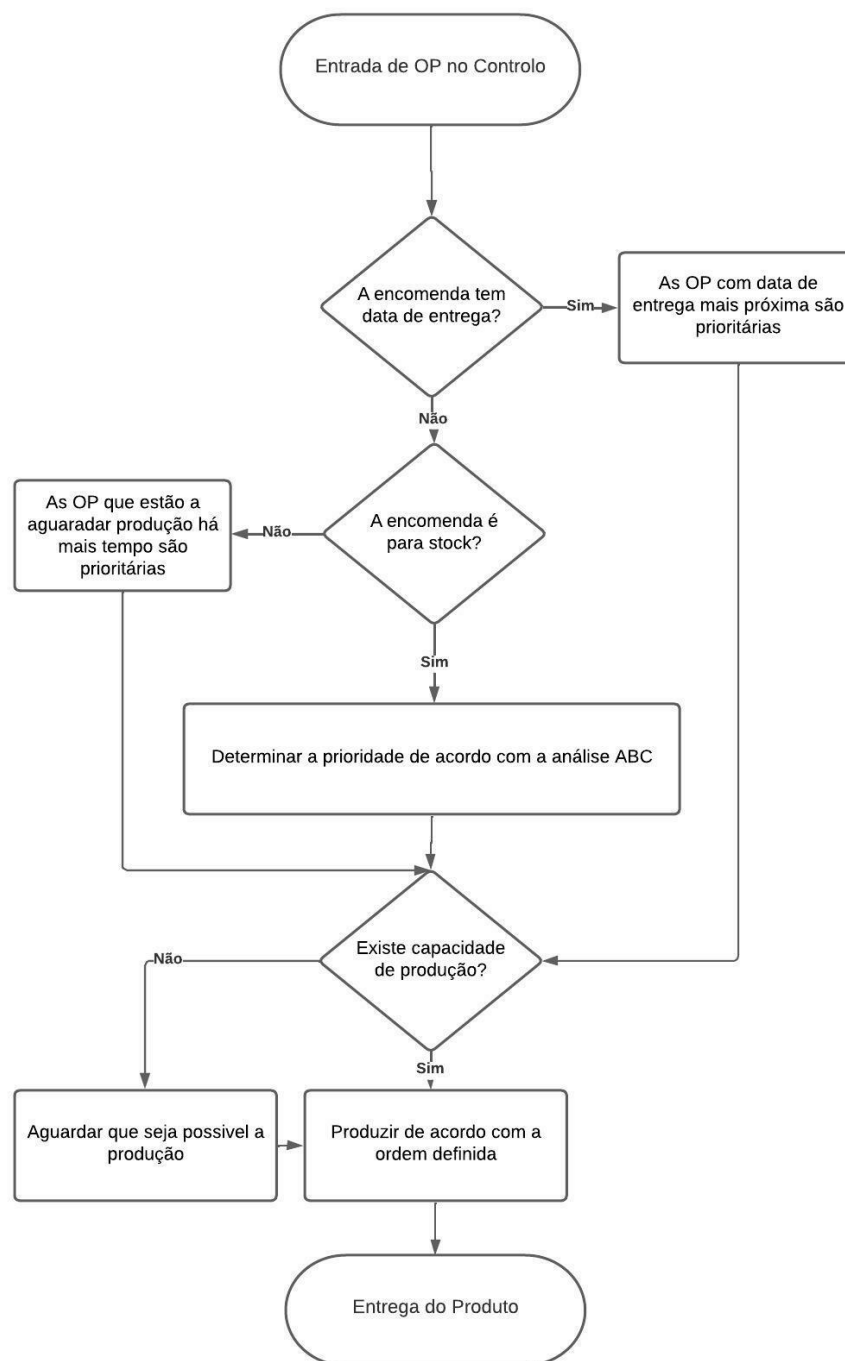 Entrada de OP no Controlo
A encomenda tem
data de entrega?
Sim
As OP com data de
entrega mais próxima são
prioritárias
Não
A encomenda é
para stock?
Não
As OP que estão a
aguaradar produção há
mais tempo são
prioritárias
Sim
Determinar a prioridade de acordo com a análise ABC
Existe capacidade
de produção?
Não
Sim
Aguardar que seja possivel a
produção
Produzir de acordo com a
ordem definida
Entrega do Produto